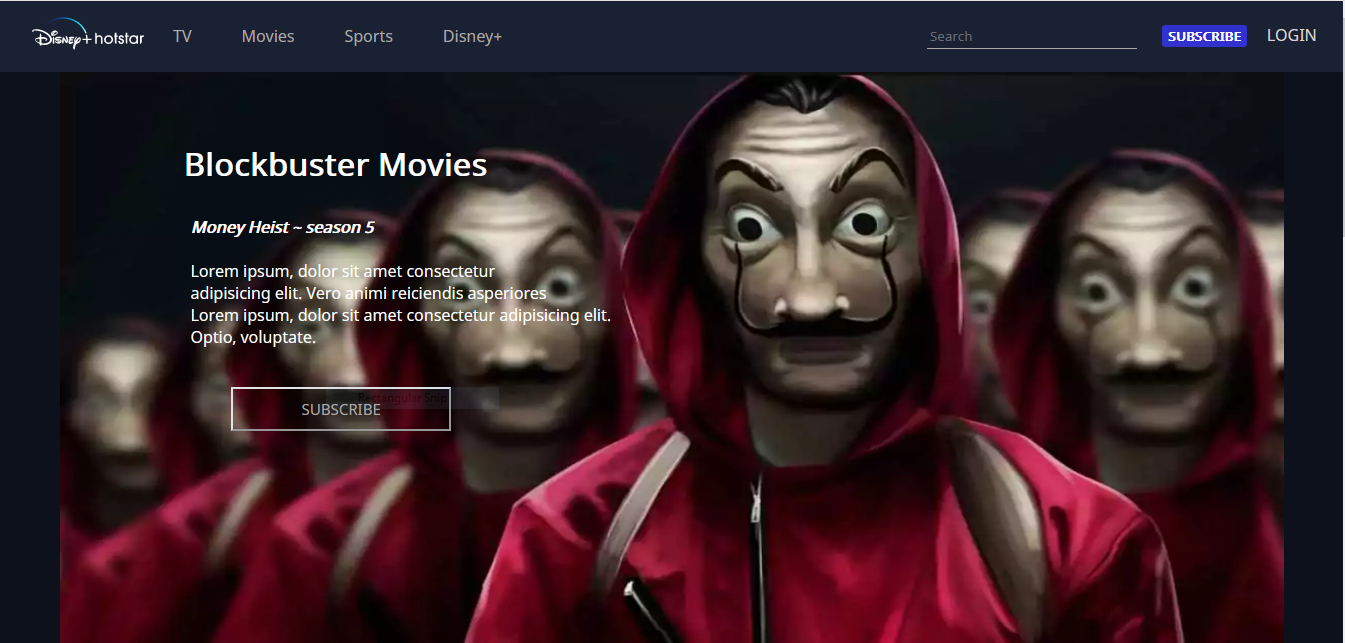 Disney+ hotstar
TV
Movies
Sports
Disney+
Search
SUBSCRIBE
LOGIN
Blockbuster Movies
Money Heist ~ season 5
Lorem ipsum, dolor sit amet consectetur
adipisicing elit. Vero animi reiciendis asperiores
Lorem ipsum, dolor sit amet consectetur adipisicing elit.
Optio, voluptate.
Rectangular Snip
SUBSCRIBE